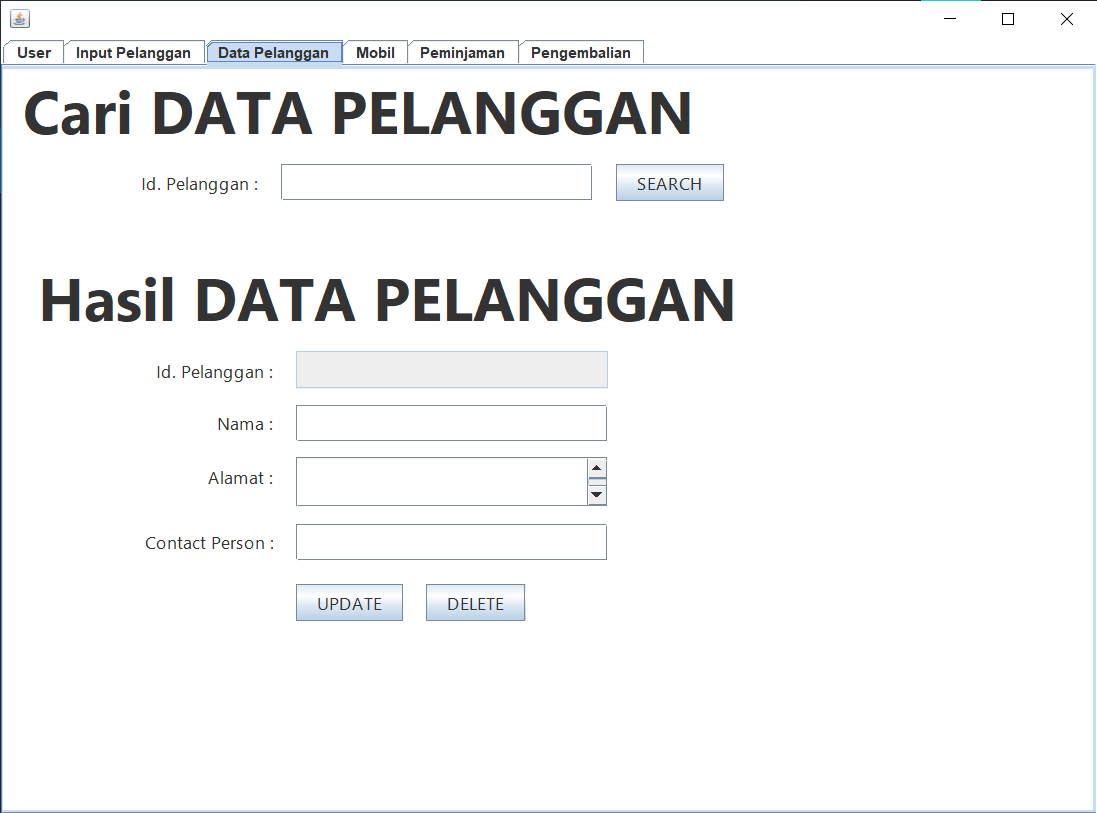 User Input Pelanggan Data Pelanggan Mobil Peminjaman Pengembalian
Cari DATA PELANGGAN
Id. Pelanggan : SEARCH
Hasil DATA PELANGGAN
Id. Pelanggan :
Nama :
Alamat :
Contact Person :
UPDATE DELETE